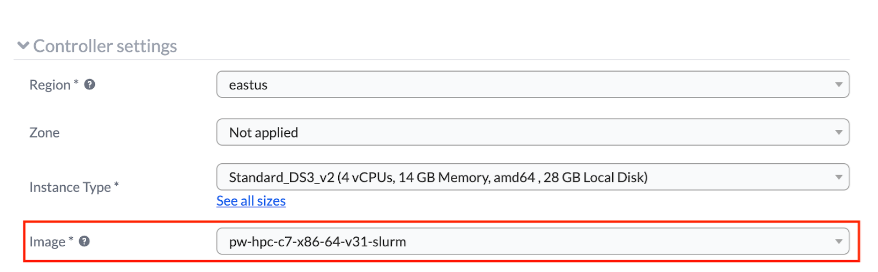 Controller settings
Region *
eastus
Zone
Not applied
Instance Type *
Standard_DS3_v2 (4 vCPUs, 14 GB Memory, amd64 , 28 GB Local Disk)
See all sizes
Image *
pw-hpc-c7-x86-64-v31-slurm